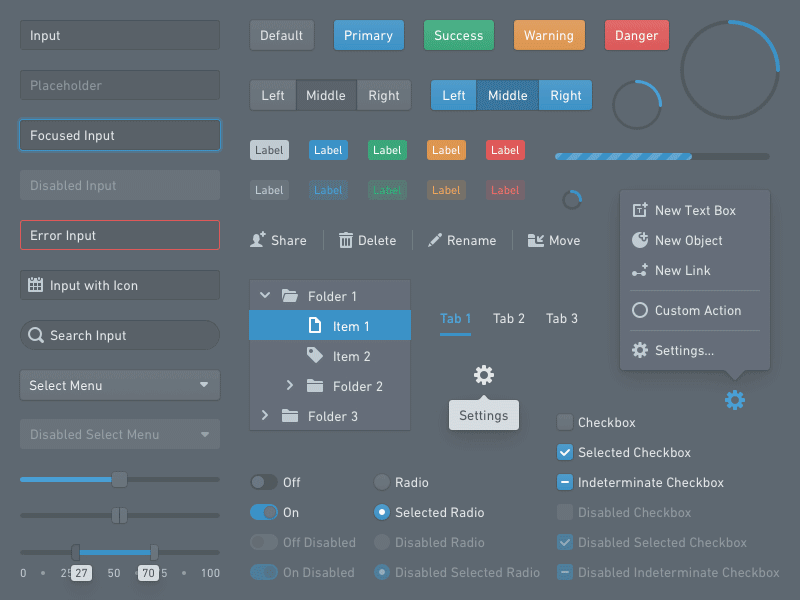 Input
Placeholder
Focused Input
Disabled Input
Error Input
Input with Icon
Search Input
Select Menu
Disabled Select Menu
0 25 27 50 70 75 100
Default Primary Success Warning Danger
Left Middle Right Left Middle Right
Label Label Label Label Label
Label Label Label Label Label
Share Delete Rename Move
Folder 1
Item 1
Item 2
Folder 2
Folder 3
Tab 1 Tab 2 Tab 3
Settings
New Text Box
New Object
New Link
Custom Action
Settings...
Off
On
Off Disabled
On Disabled
Radio
Selected Radio
Disabled Radio
Disabled Selected Radio
Checkbox
Selected Checkbox
Indeterminate Checkbox
Disabled Checkbox
Disabled Selected Checkbox
Disabled Indeterminate Checkbox